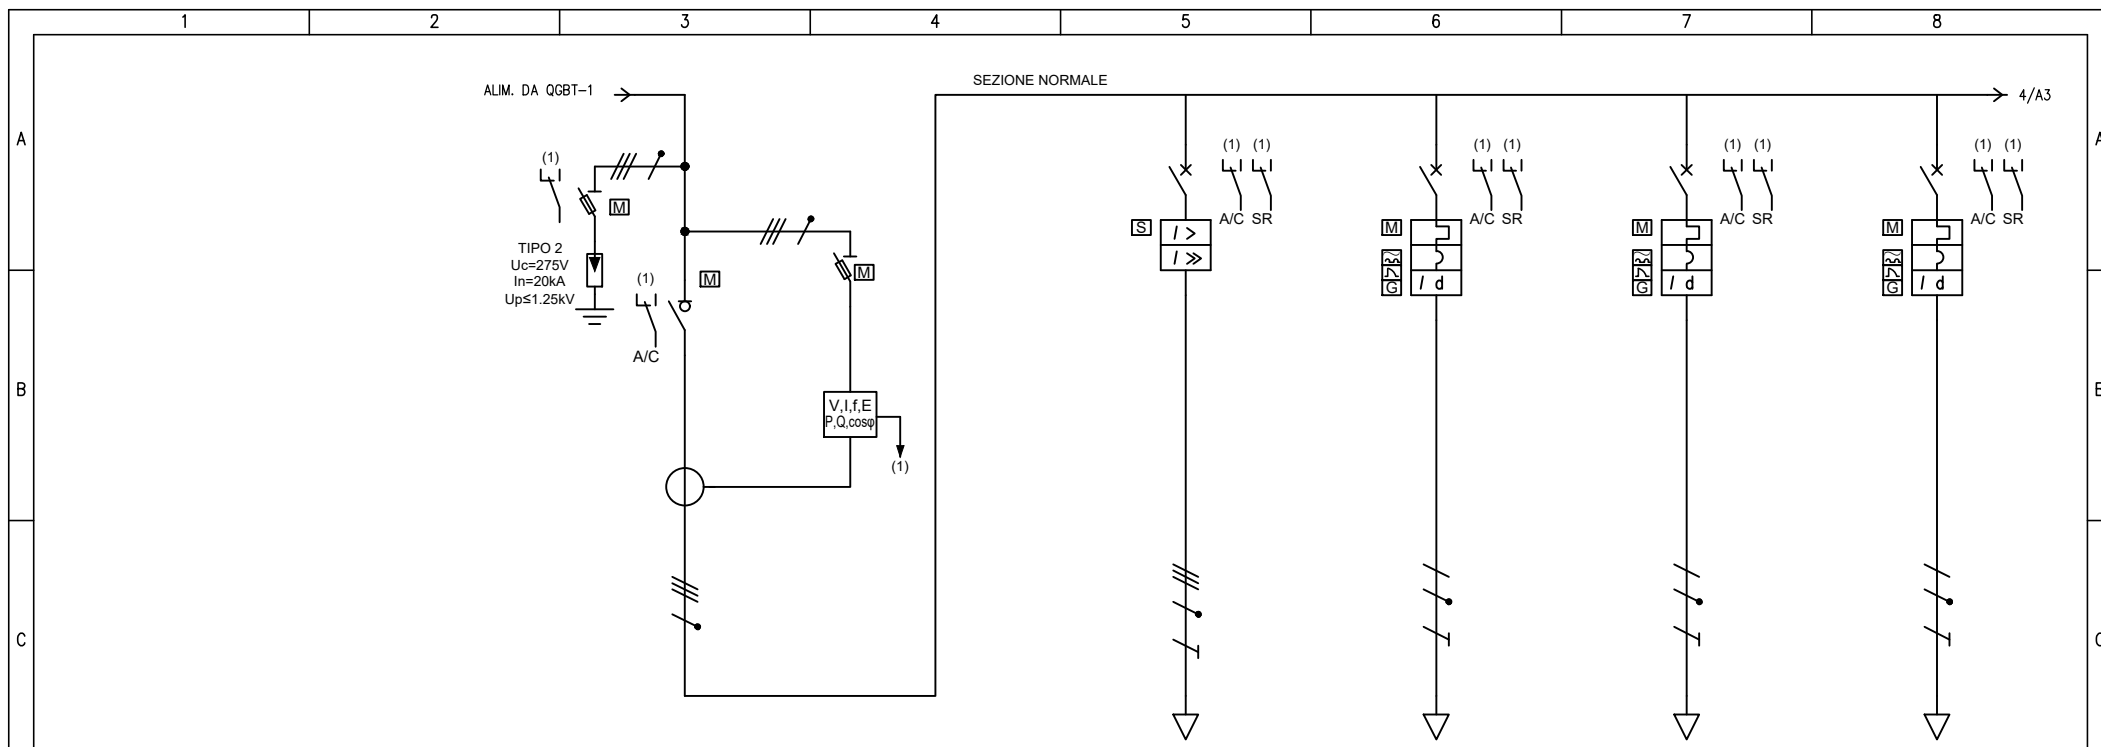 1 2 3 4 5 6 7 8
ALIM. DA QGBT-1
SEZIONE NORMALE
4/A3
A A
(1)
(1) (1) (1) (1) (1) (1) (1) (1)
M
A/C SR A/C SR A/C SR A/C SR
S
I >
I >>
M
I d
G
M
I d
G
M
I d
G
TIPO 2
Uc=275V
In=20kA
Up≤1.25kV
(1)
M
M
A/C
B
V,I,f,E
P,Q,cosφ
(1)
C